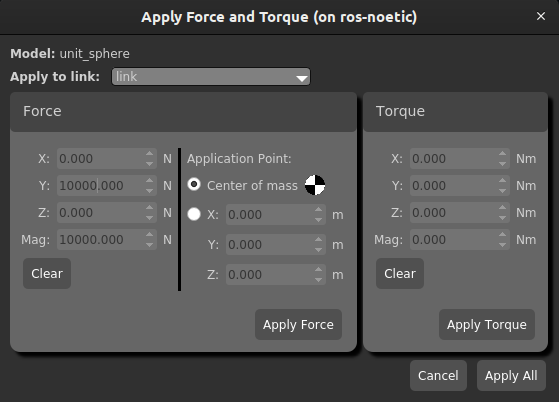 Apply Force and Torque (on ros-noetic)
Model: unit_sphere
Apply to link: link
Force
X: 0.000 N
Y: 10000.000 N
Z: 0.000 N
Mag: 10000.000 N
Clear
Application Point:
Center of mass
X: 0.000 m
Y: 0.000 m
Z: 0.000 m
Apply Force
Torque
X: 0.000 Nm
Y: 0.000 Nm
Z: 0.000 Nm
Mag: 0.000 Nm
Clear
Apply Torque
Cancel Apply All